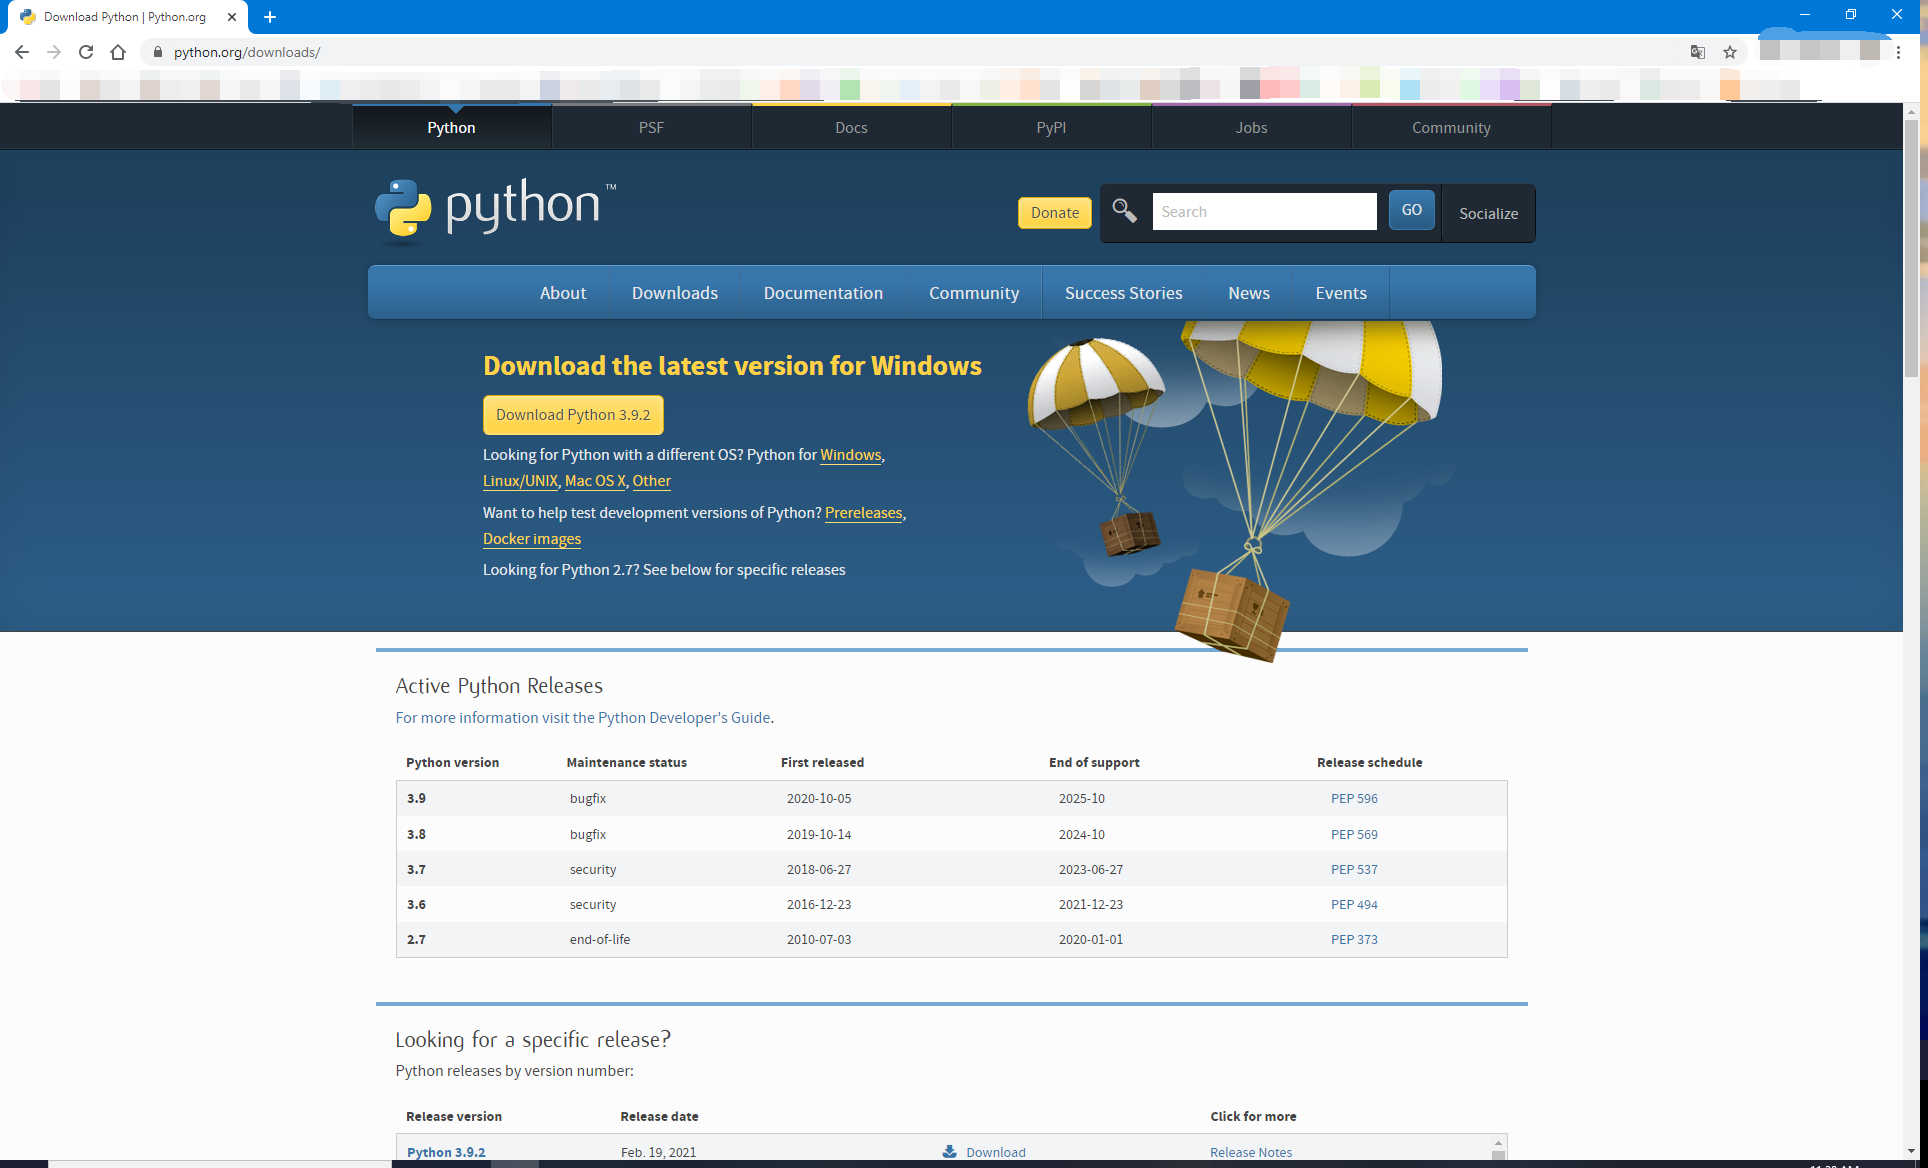 Download Python | Python.org
python.org/downloads/
Python PSF Docs PyPI Jobs Community
python™
Donate Search GO Socialize
About Downloads Documentation Community Success Stories News Events
Download the latest version for Windows
Download Python 3.9.2
Looking for Python with a different OS? Python for Windows,
Linux/UNIX, Mac OS X, Other
Want to help test development versions of Python? Prereleases,
Docker images
Looking for Python 2.7? See below for specific releases
Active Python Releases
For more information visit the Python Developer's Guide.
Python version Maintenance status First released End of support Release schedule
3.9 bugfix 2020-10-05 2025-10 PEP 596
3.8 bugfix 2019-10-14 2024-10 PEP 569
3.7 security 2018-06-27 2023-06-27 PEP 537
3.6 security 2016-12-23 2021-12-23 PEP 494
2.7 end-of-life 2010-07-03 2020-01-01 PEP 373
Looking for a specific release?
Python releases by version number:
Release version Release date Click for more
Python 3.9.2 Feb. 19, 2021 Download Release Notes